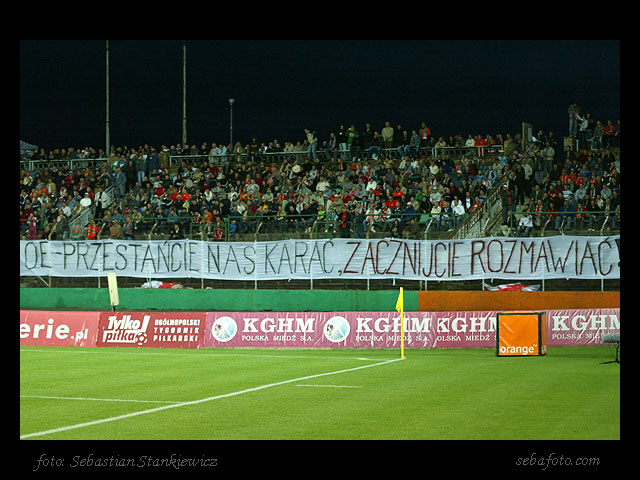 OE-PRZESTAŃCIE NAS KARAĆ, ZACZNIJCIE ROZMAWIAĆ!
erie.pl
Tylko piłka
OGÓLNOPOLSKI TYGODNIK PIŁKARSKI
KGHM
POLSKA MIEDŹ S.A.
KGHM
POLSKA MIEDŹ S.A.
KGHM
POLSKA MIEDŹ
orange
KGHM
POLSKA MIEDŹ S.A.
foto: Sebastian Stankiewicz
sebafoto.com